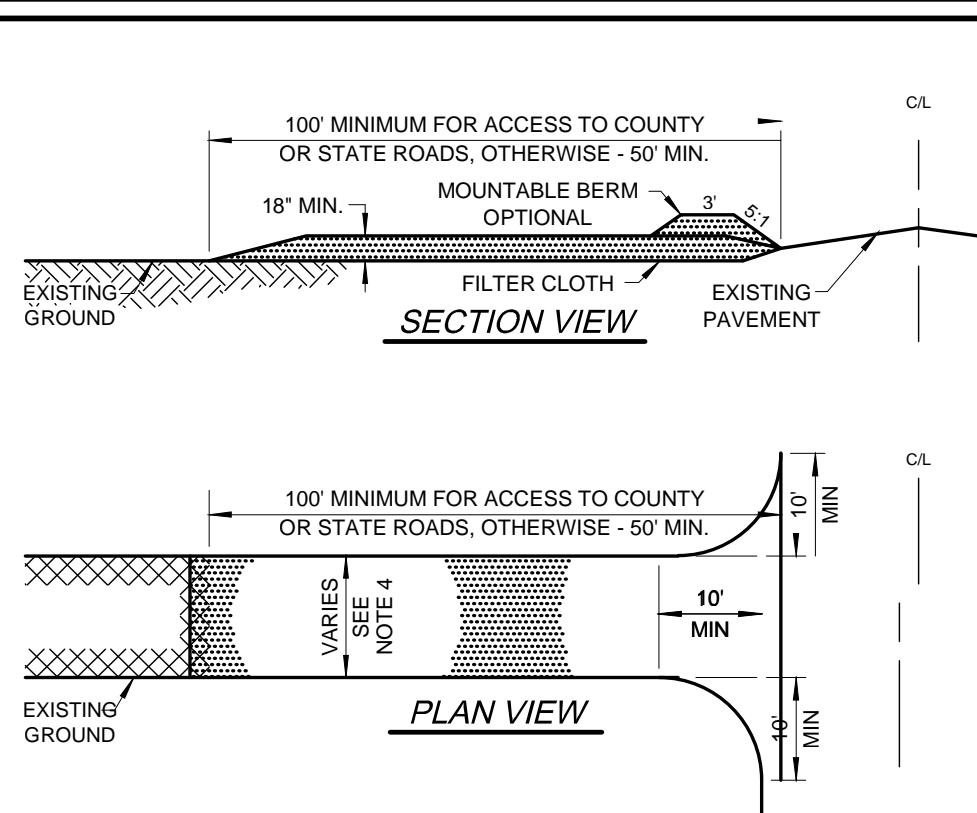 C/L
100' MINIMUM FOR ACCESS TO COUNTY
OR STATE ROADS, OTHERWISE - 50' MIN.
MOUNTABLE BERM
OPTIONAL
3'
5:1
18" MIN.
EXISTING
GROUND
FILTER CLOTH
EXISTING
PAVEMENT
SECTION VIEW
C/L
100' MINIMUM FOR ACCESS TO COUNTY
OR STATE ROADS, OTHERWISE - 50' MIN.
10'
MIN
VARIES
SEE
NOTE 4
10'
MIN
EXISTING
GROUND
PLAN VIEW
10'
MIN